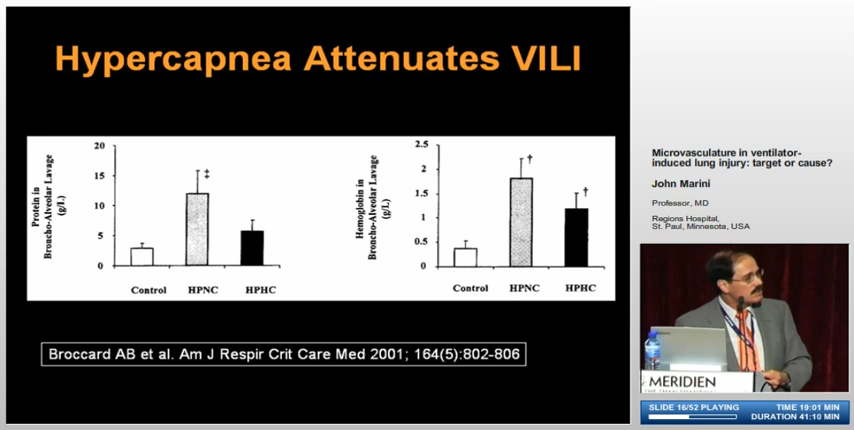 Hypercapnea Attenuates VILI
Protein in
Broncho-Alveolar Lavage
(g/L)
20
15
10
5
0
‡
Control
HPNC
HPHC
Hemoglobin in
Broncho-Alveolar Lavage
(g/L)
2.5
2
1.5
1
0.5
0
†
†
Control
HPNC
HPHC
Broccard AB et al. Am J Respir Crit Care Med 2001; 164(5):802-806
Microvasculature in ventilator-
induced lung injury: target or cause?
John Marini
Professor, MD
Regions Hospital,
St. Paul, Minnesota, USA
MERIDIEN
SLIDE 16/52 PLAYING
TIME 19:01 MIN
DURATION 41:10 MIN